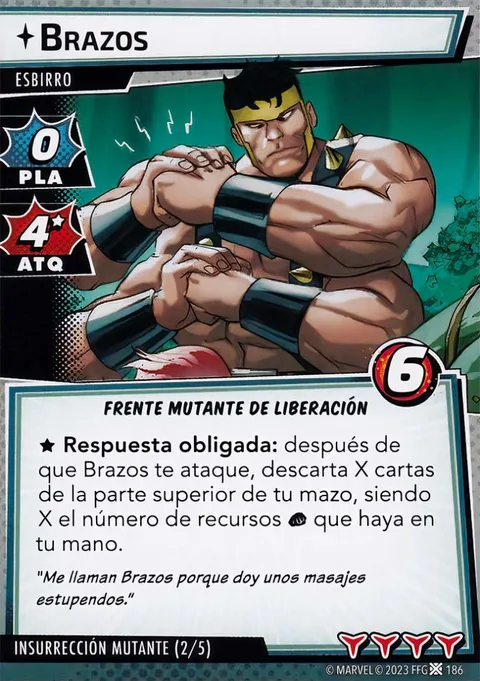 BRAZOS
ESBIRRO
0
PLA
4
ATQ
6
FRENTE MUTANTE DE LIBERACIÓN
★ Respuesta obligada: después de
que Brazos te ataque, descarta X cartas
de la parte superior de tu mazo, siendo
X el número de recursos que haya en
tu mano.
"Me llaman Brazos porque doy unos masajes
estupendos."
INSURRECCIÓN MUTANTE (2/5)
© MARVEL © 2023 FFG 186